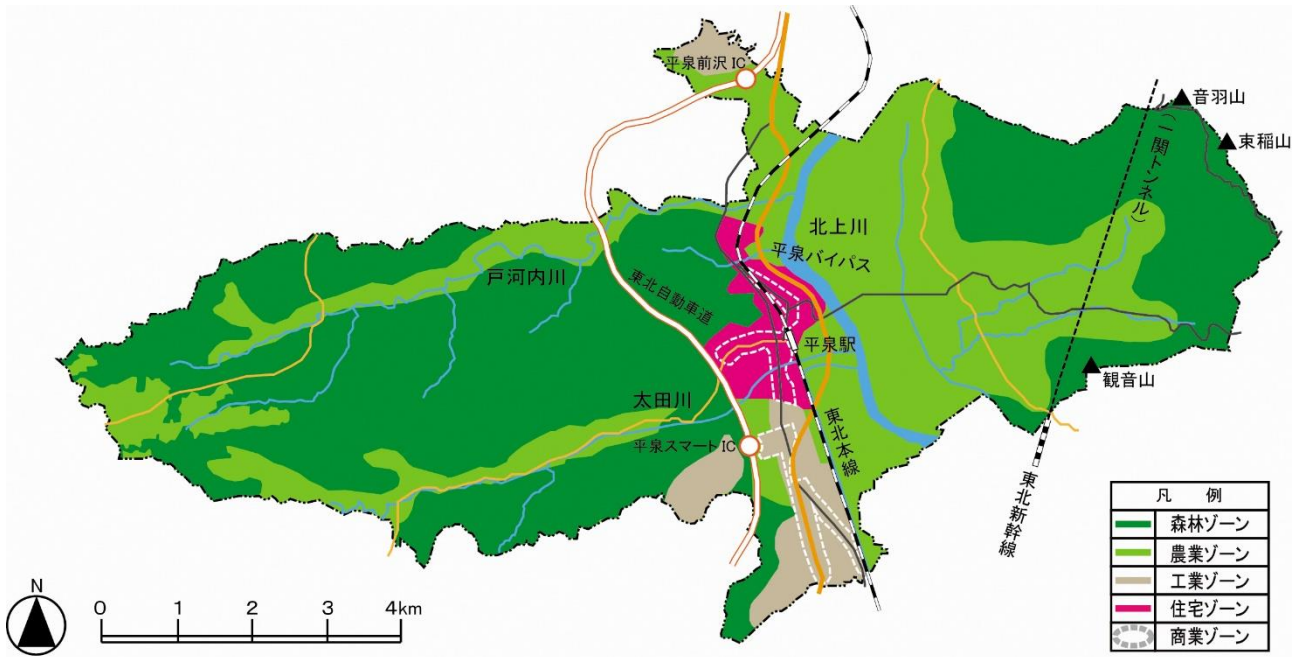 平泉前沢 IC
音羽山
束稲山
(一関トンネル)
北上川
平泉バイパス
戸河内川
東北自動車道
平泉駅
観音山
太田川
平泉スマート IC
東北本線
東北新幹線
凡 例
森林ゾーン
農業ゾーン
工業ゾーン
住宅ゾーン
商業ゾーン
N
0 1 2 3 4km